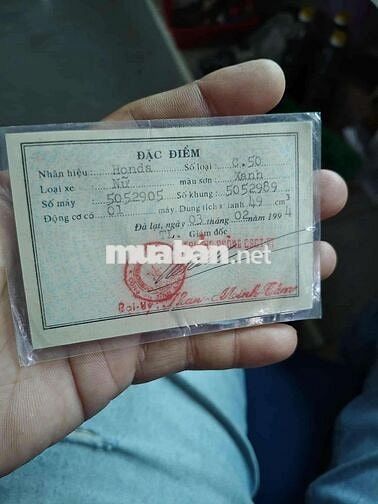 ĐẶC ĐIỂM
Nhãn hiệu: Honda Số loại C.50
Loại xe Nữ màu sơn Xanh
Số máy 5052905 Số khung: 5052989
Động cơ có 01 máy. Dung tích xi lanh 49 cm3
Đà lạt, ngày 03 tháng 02 năm 1994
TL. Giám đốc
muaban.net
Phan-Minh Tâm